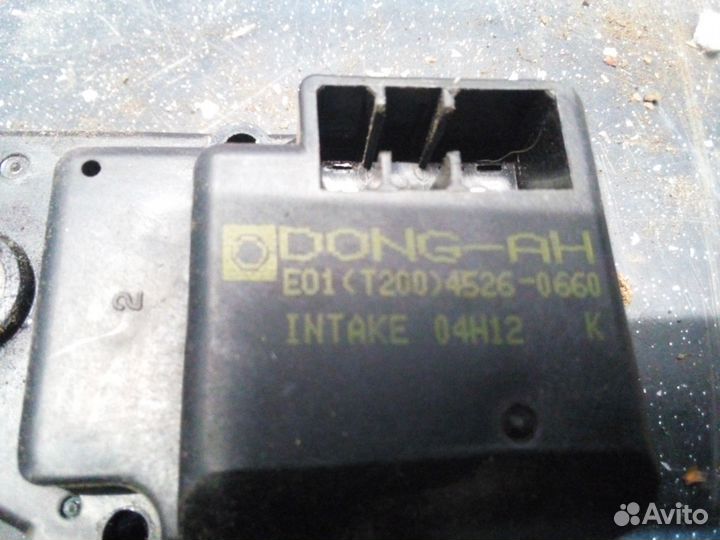 DONG-AH
E01(T200)4526-0660
INTAKE 04H12 K
2
Avito